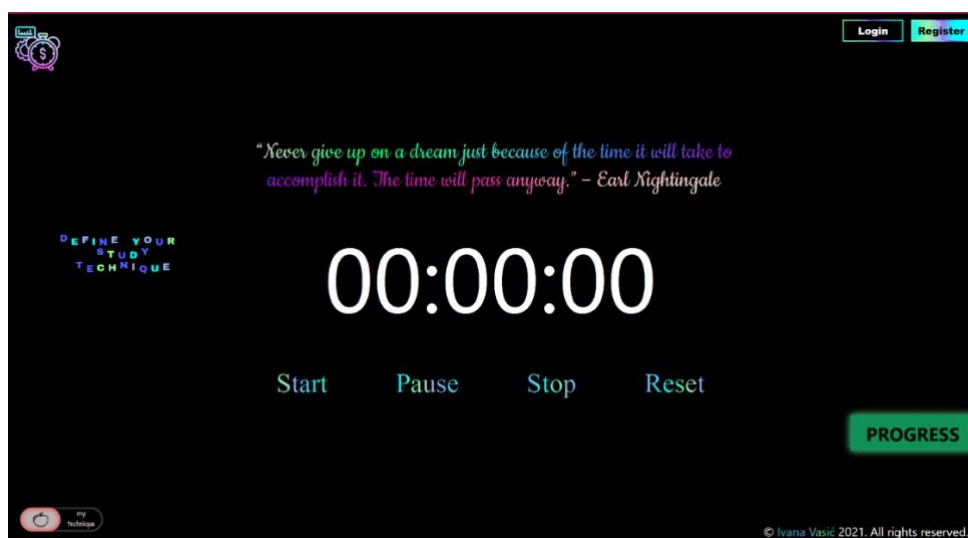 Login
Register
“Never give up on a dream just because of the time it will take to
accomplish it. The time will pass anyway.” – Earl Nightingale
DEFINE YOUR
STUDY
TECHNIQUE
00:00:00
Start Pause Stop Reset
PROGRESS
my
technique
© Ivana Vasić 2021. All rights reserved.